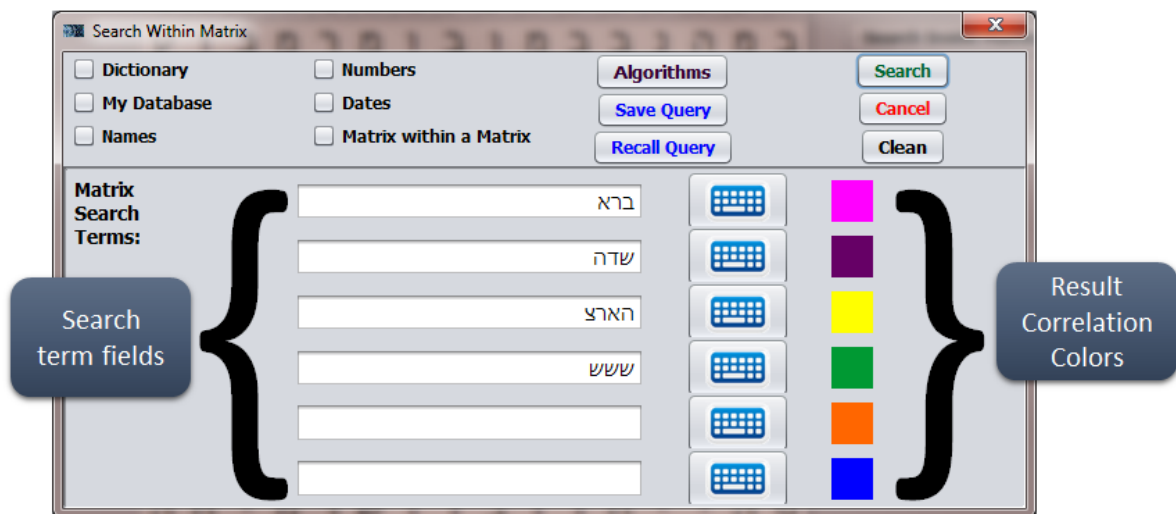 Search Within Matrix
Dictionary
Numbers
Algorithms
Search
My Database
Dates
Save Query
Cancel
Names
Matrix within a Matrix
Recall Query
Clean
Matrix
Search
Terms:
ברא
שדה
הארצ
ששש
Search
term fields
Result
Correlation
Colors